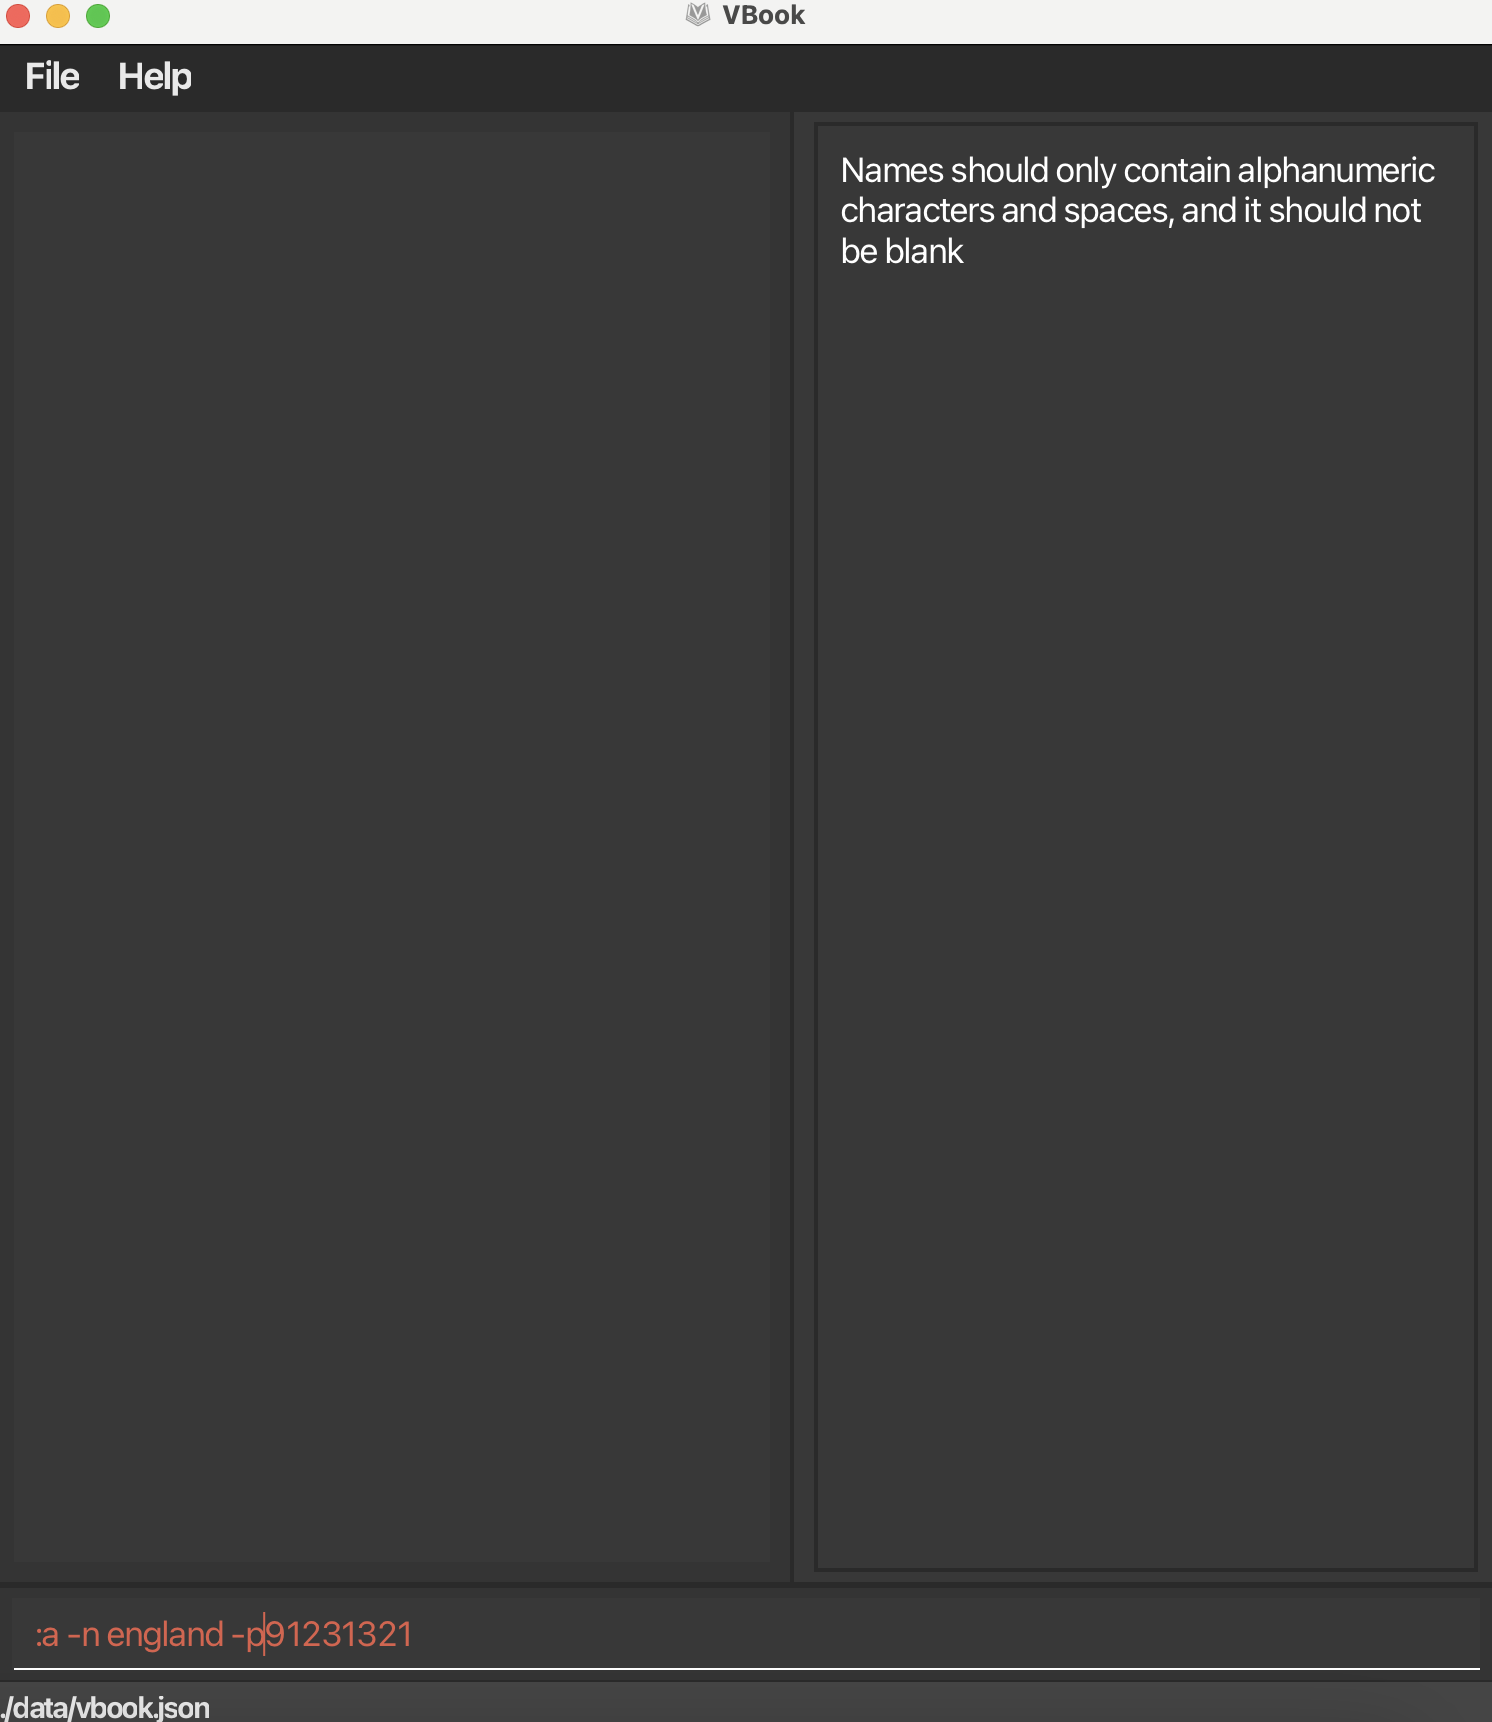 VBook
File Help
Names should only contain alphanumeric
characters and spaces, and it should not
be blank
:a -n england -p91231321
./data/vbook.json